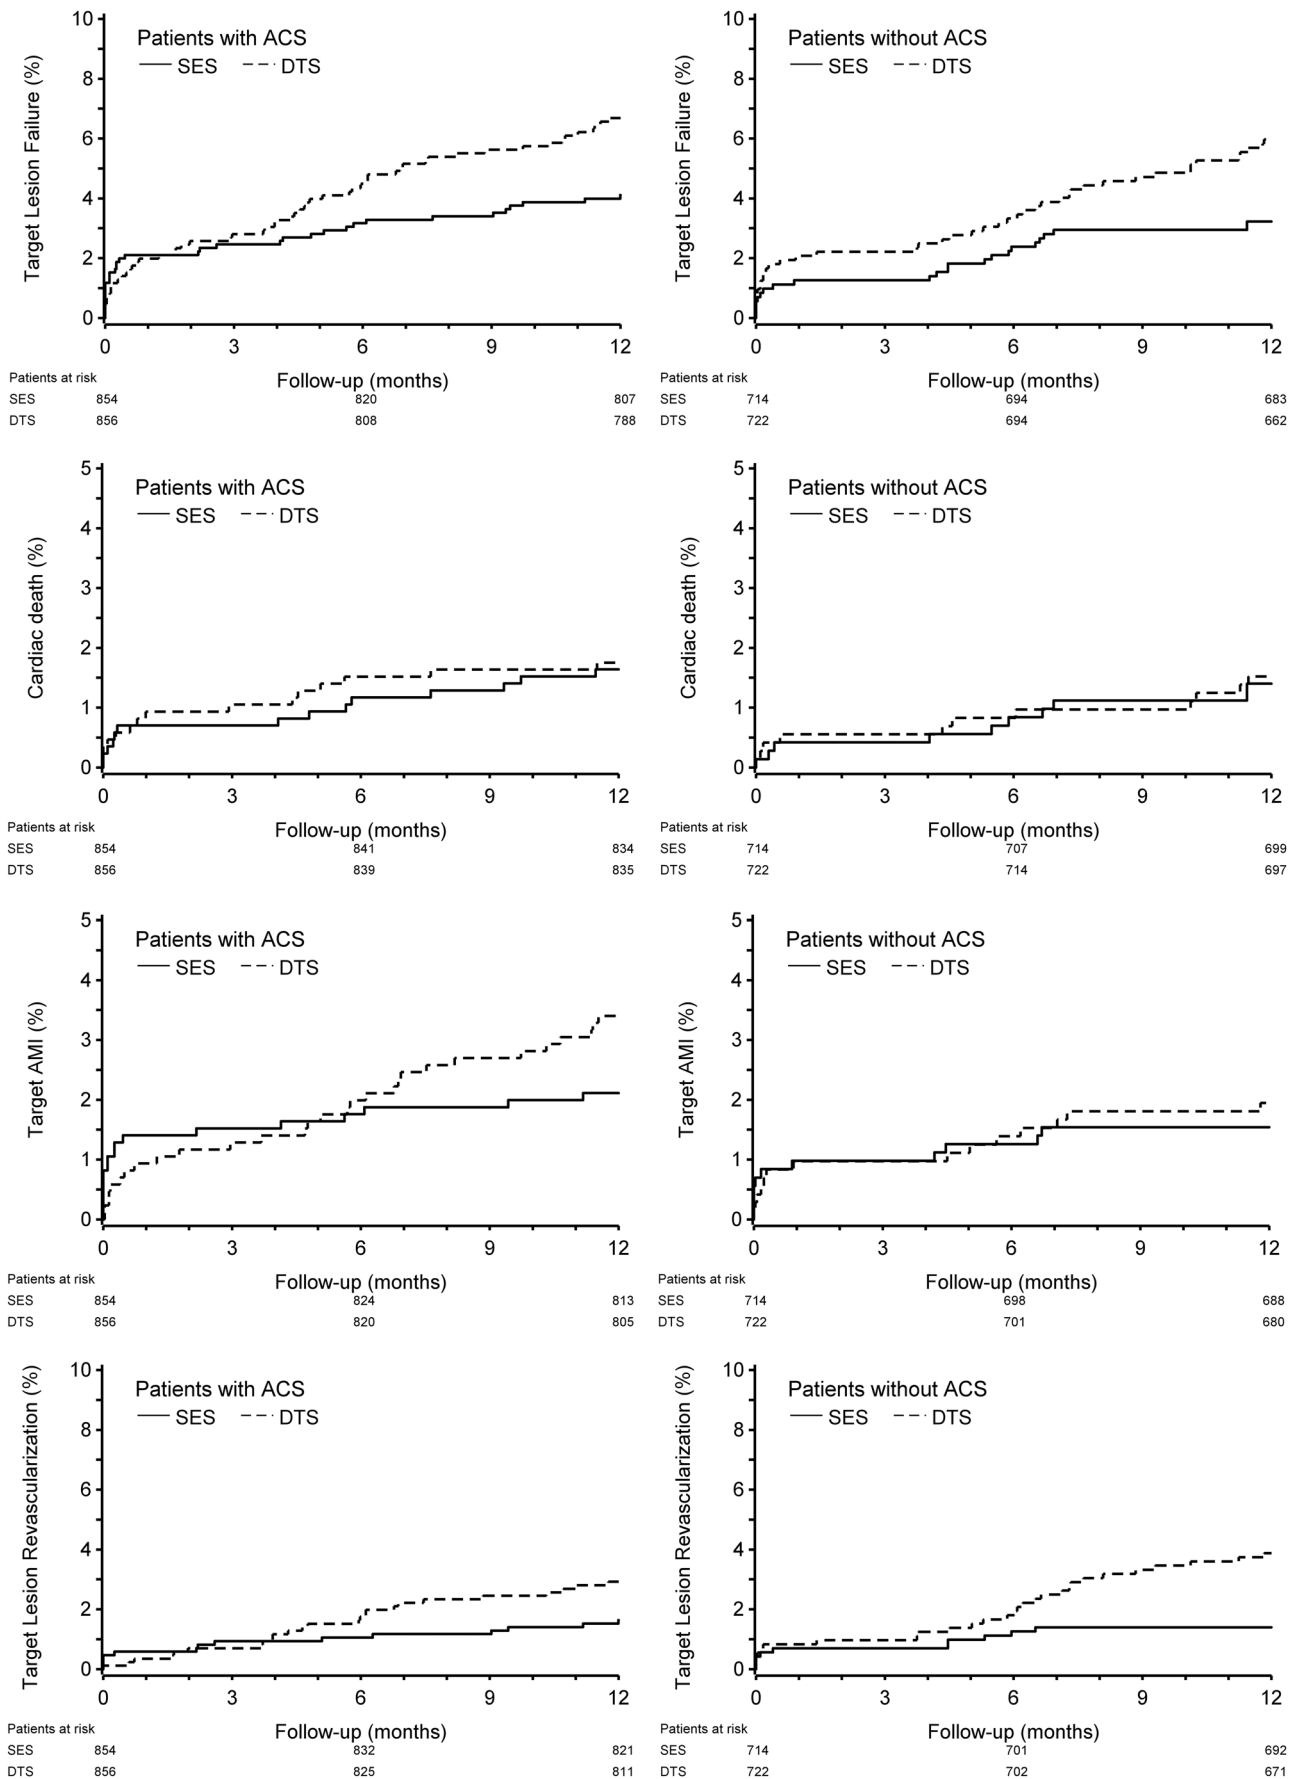 Patients with ACS
SES DTS
Target Lesion Failure (%)
10
8
6
4
2
0
0 3 6 9 12
Follow-up (months)
Patients at risk
SES 854 820 807
DTS 856 808 788
Patients without ACS
SES DTS
Target Lesion Failure (%)
10
8
6
4
2
0
0 3 6 9 12
Follow-up (months)
Patients at risk
SES 714 694 683
DTS 722 694 662
Patients with ACS
SES DTS
Cardiac death (%)
5
4
3
2
1
0
0 3 6 9 12
Follow-up (months)
Patients at risk
SES 854 841 834
DTS 856 839 835
Patients without ACS
SES DTS
Cardiac death (%)
5
4
3
2
1
0
0 3 6 9 12
Follow-up (months)
Patients at risk
SES 714 707 699
DTS 722 714 697
Patients with ACS
SES DTS
Target AMI (%)
5
4
3
2
1
0
0 3 6 9 12
Follow-up (months)
Patients at risk
SES 854 824 813
DTS 856 820 805
Patients without ACS
SES DTS
Target AMI (%)
5
4
3
2
1
0
0 3 6 9 12
Follow-up (months)
Patients at risk
SES 714 698 688
DTS 722 701 680
Patients with ACS
SES DTS
Target Lesion Revascularization (%)
10
8
6
4
2
0
0 3 6 9 12
Follow-up (months)
Patients at risk
SES 854 832 821
DTS 856 825 811
Patients without ACS
SES DTS
Target Lesion Revascularization (%)
10
8
6
4
2
0
0 3 6 9 12
Follow-up (months)
Patients at risk
SES 714 701 692
DTS 722 702 671